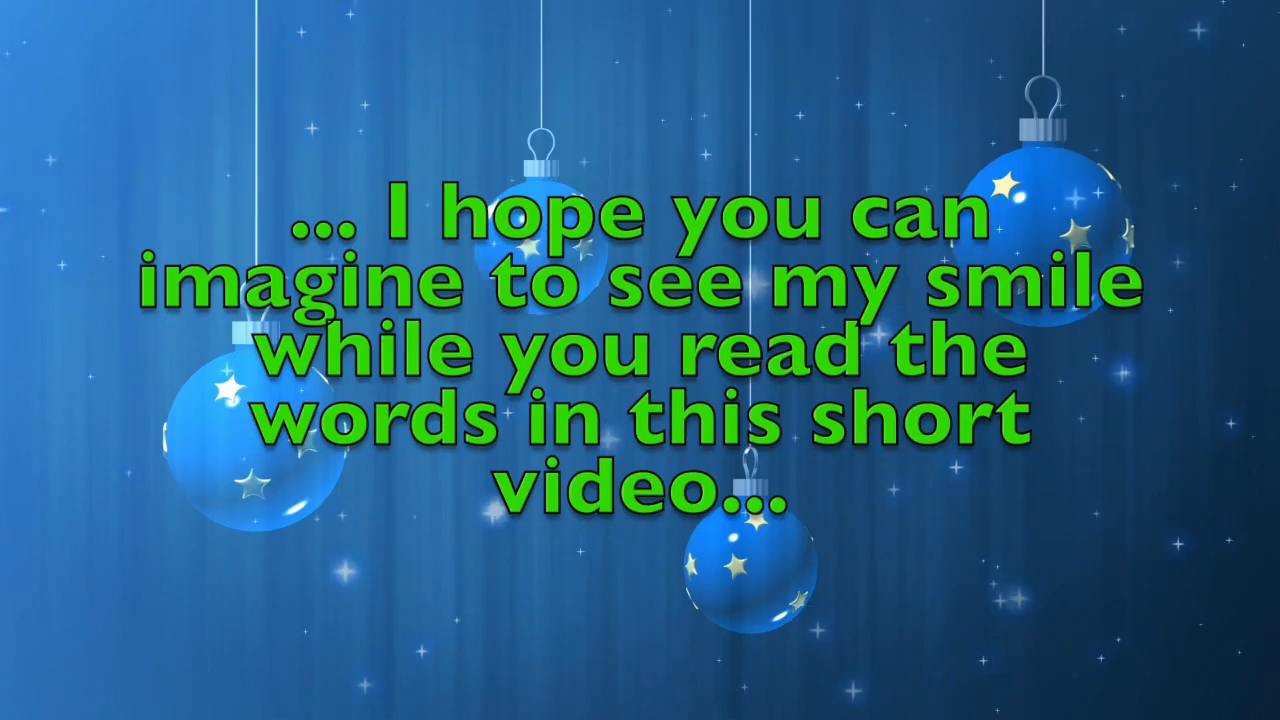 ... I hope you can
imagine to see my smile
while you read the
words in this short
video...